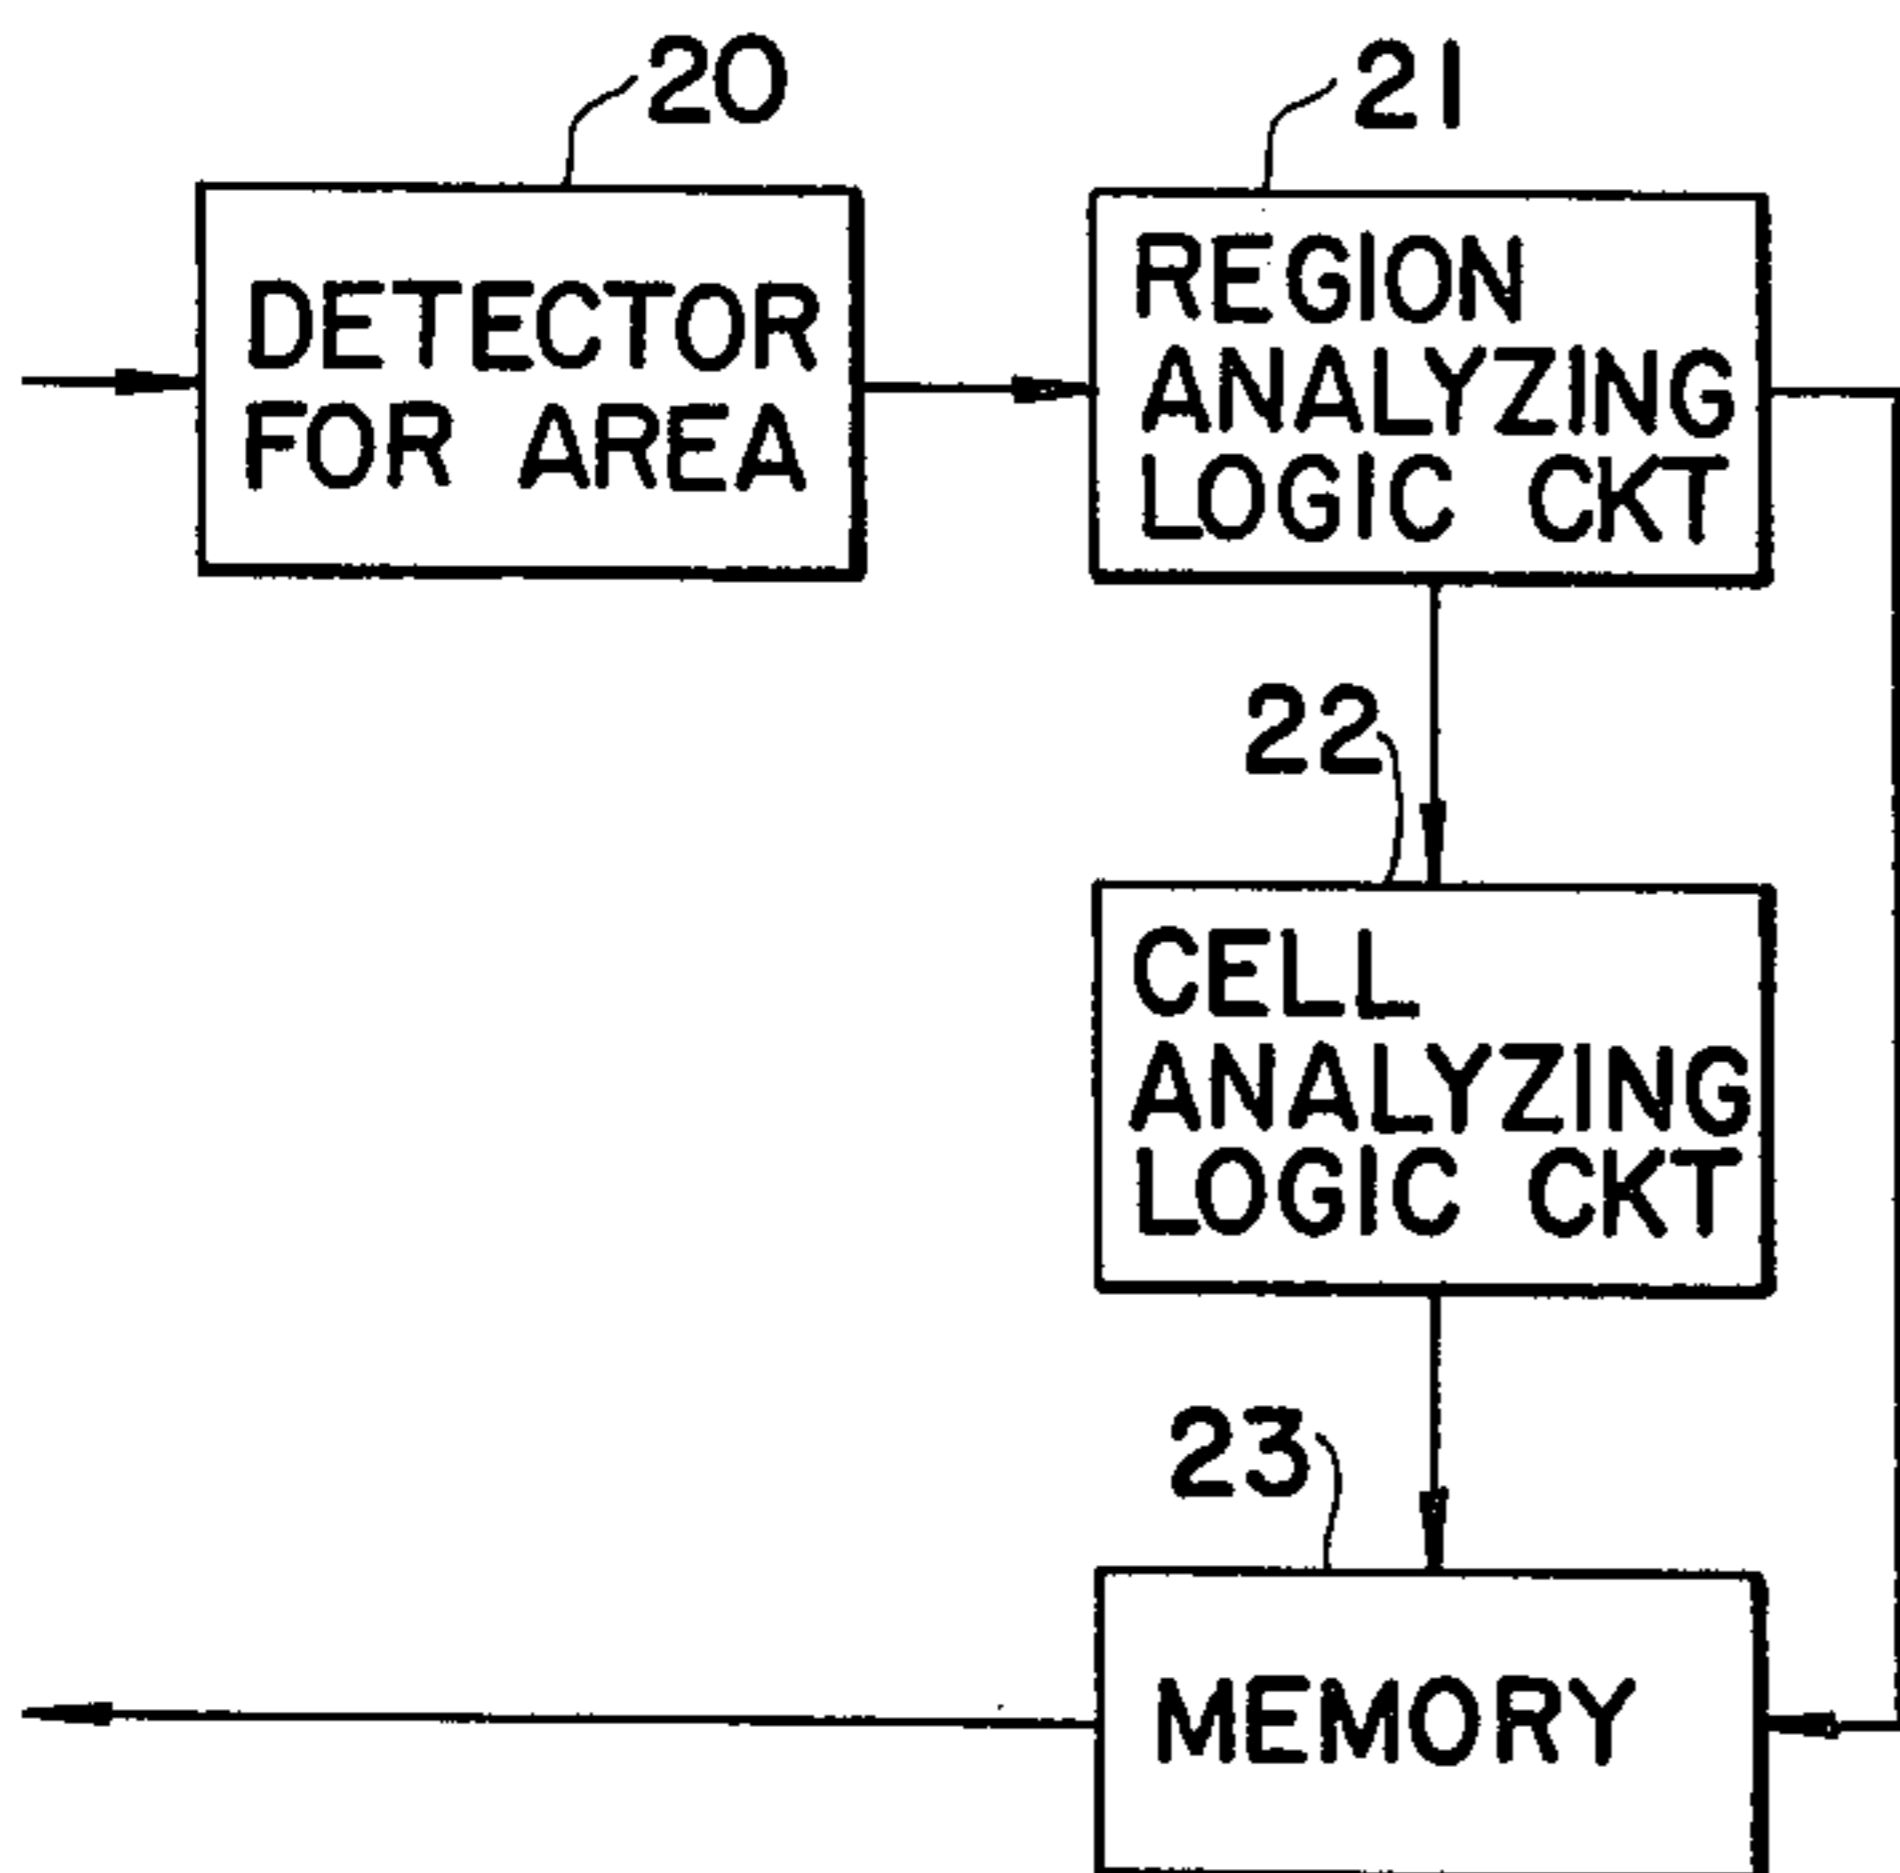 20
21
DETECTOR
FOR AREA
REGION
ANALYZING
LOGIC CKT
22
CELL
ANALYZING
LOGIC CKT
23
MEMORY